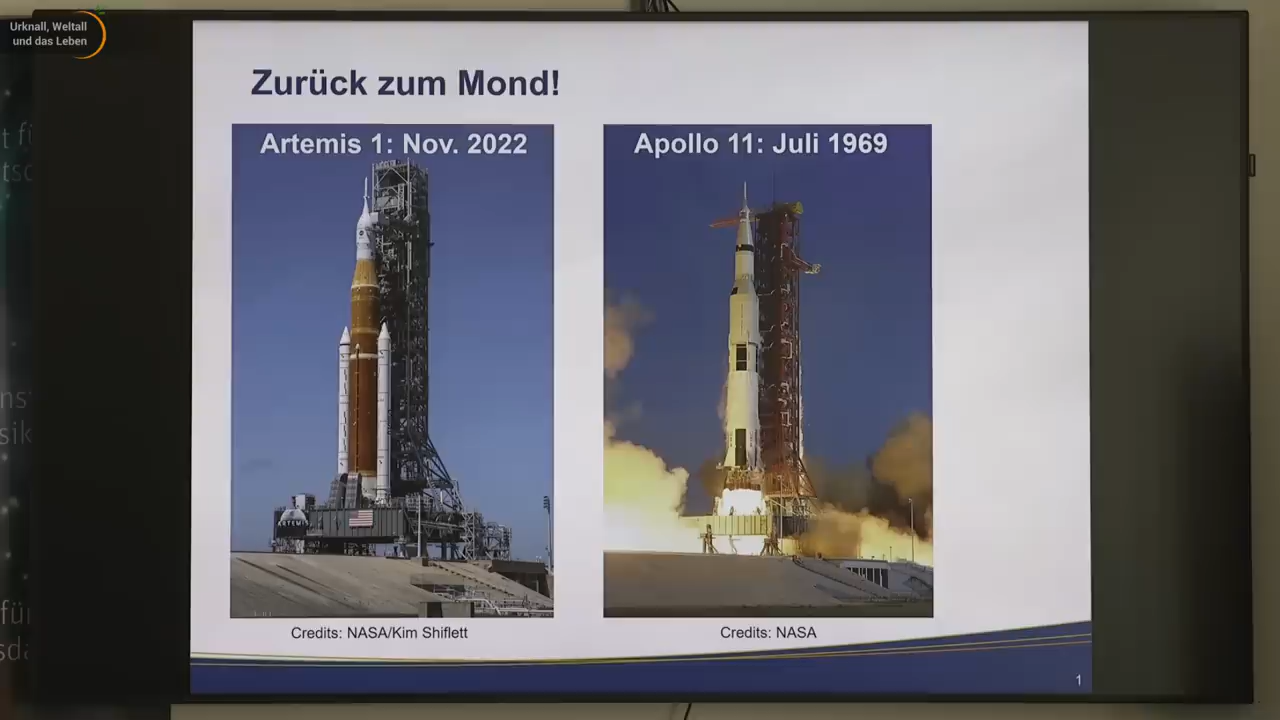 Urknall, Weltall
und das Leben
Zurück zum Mond!
Artemis 1: Nov. 2022
Apollo 11: Juli 1969
ARTEMIS
Credits: NASA/Kim Shiflett
Credits: NASA
1